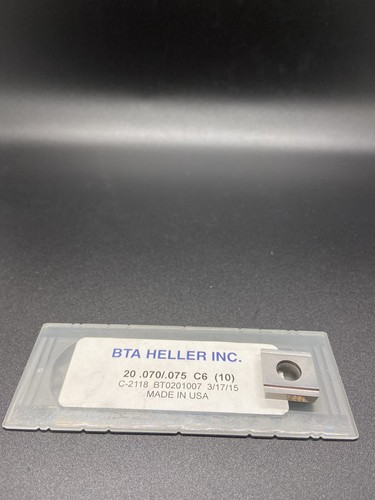 BTA HELLER INC.
20 .070/.075 C6 (10)
C-2118 BT0201007 3/17/15
MADE IN USA